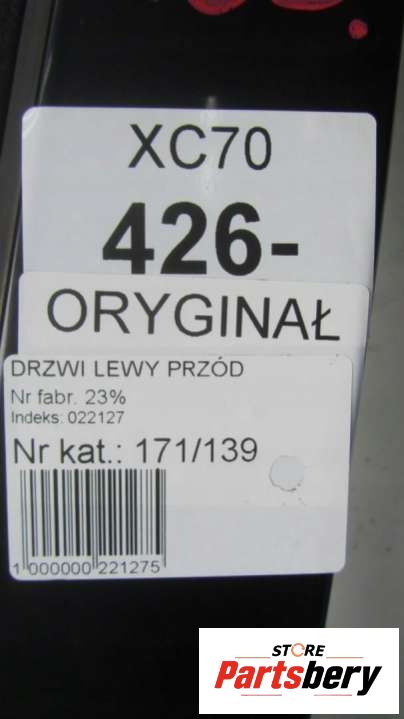 XC70
426-
ORYGINAŁ
DRZWI LEWY PRZÓD
Nr fabr. 23%
Indeks: 022127
Nr kat.: 171/139
1 000000 221275
STORE
Partsbery